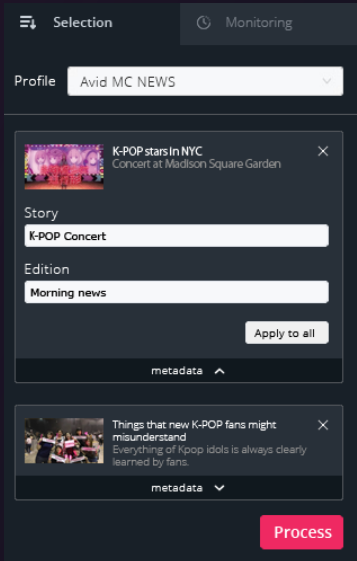 Selection
Monitoring
Profile
Avid MC NEWS
K-POP stars in NYC
Concert at Madison Square Garden
Story
K-POP Concert
Edition
Morning news
Apply to all
metadata
Things that new K-POP fans might
misunderstand
Everything of Kpop idols is always clearly
learned by fans.
metadata
Process